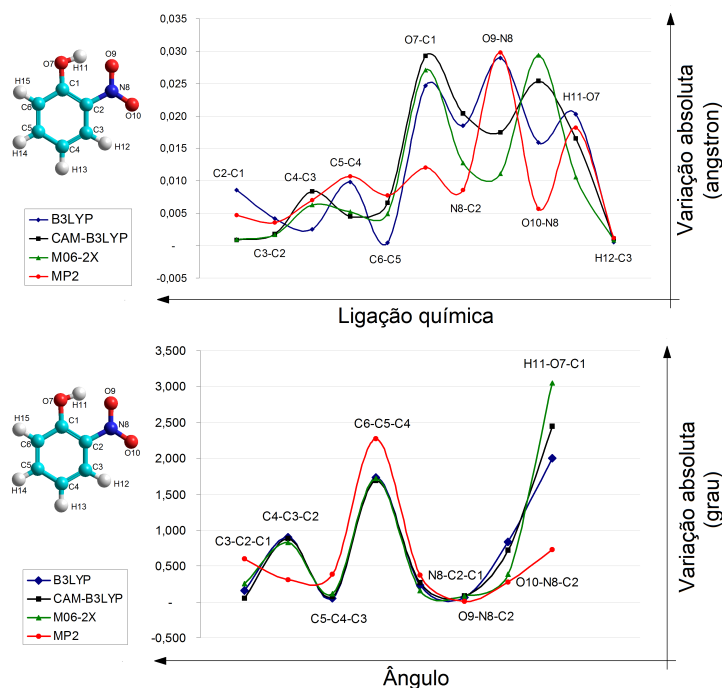 0,035
0,030
0,025
0,020
0,015
0,010
0,005
-
-0,005
O7-C1
O9-N8
H11-O7
C5-C4
C4-C3
C2-C1
C3-C2
C6-C5
N8-C2
O10-N8
H12-C3
Variação absoluta
(angstron)
Ligação química
O9
O7
H11
H15
C1
N8
C6
C2
O10
C5
C3
C4
H14
H12
H13
B3LYP
CAM-B3LYP
M06-2X
MP2
3,500
3,000
2,500
2,000
1,500
1,000
0,500
-
-0,500
H11-O7-C1
C6-C5-C4
C4-C3-C2
C3-C2-C1
N8-C2-C1
O10-N8-C2
C5-C4-C3
O9-N8-C2
Variação absoluta
(grau)
Ângulo
O9
O7
H11
H15
C1
N8
C6
C2
O10
C5
C3
C4
H14
H12
H13
B3LYP
CAM-B3LYP
M06-2X
MP2